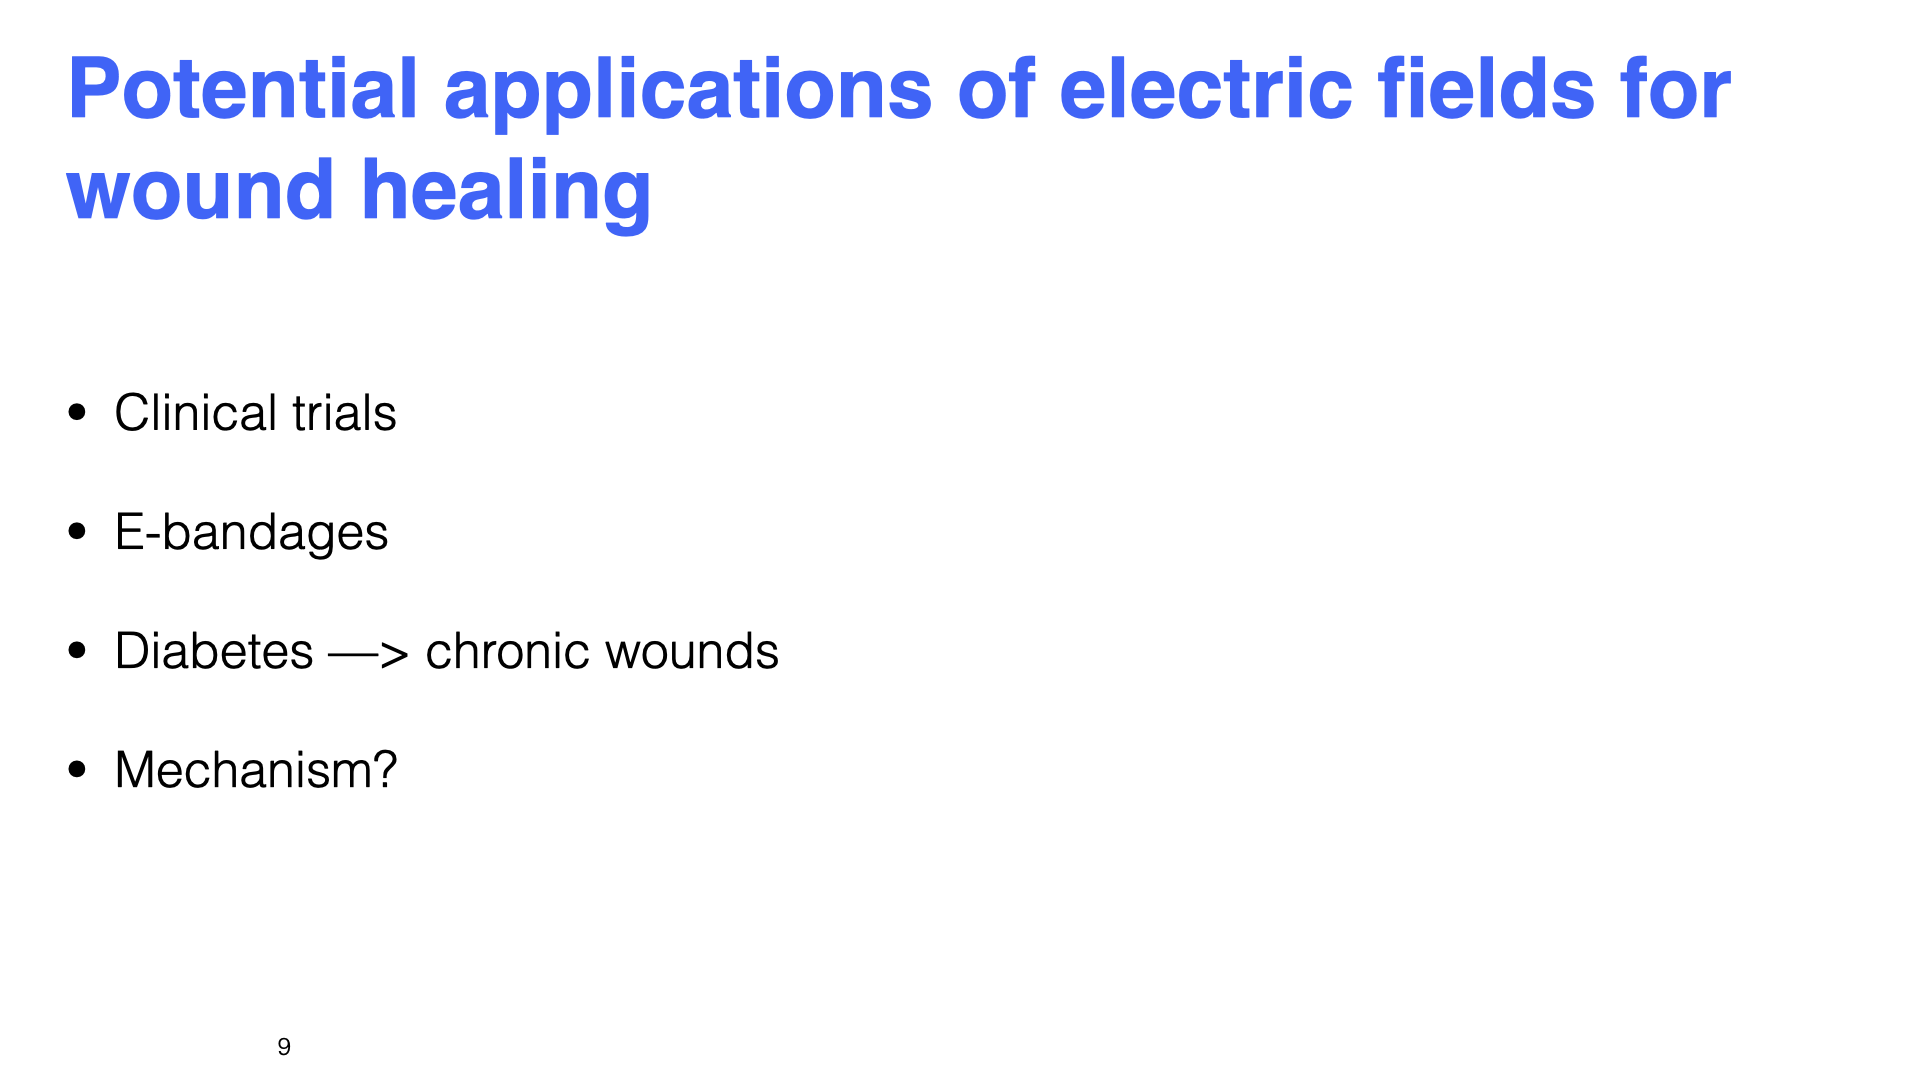 Potential applications of electric fields for
wound healing
• Clinical trials
• E-bandages
• Diabetes —> chronic wounds
• Mechanism?
9